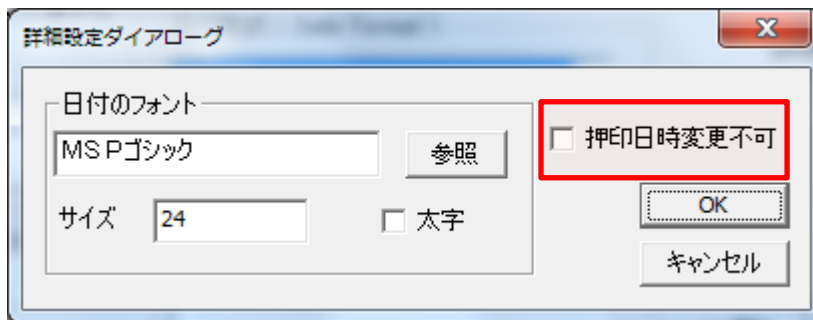 詳細設定ダイアローグ
日付のフォント
MS Pゴシック
参照
押印日時変更不可
サイズ
24
太字
OK
キャンセル